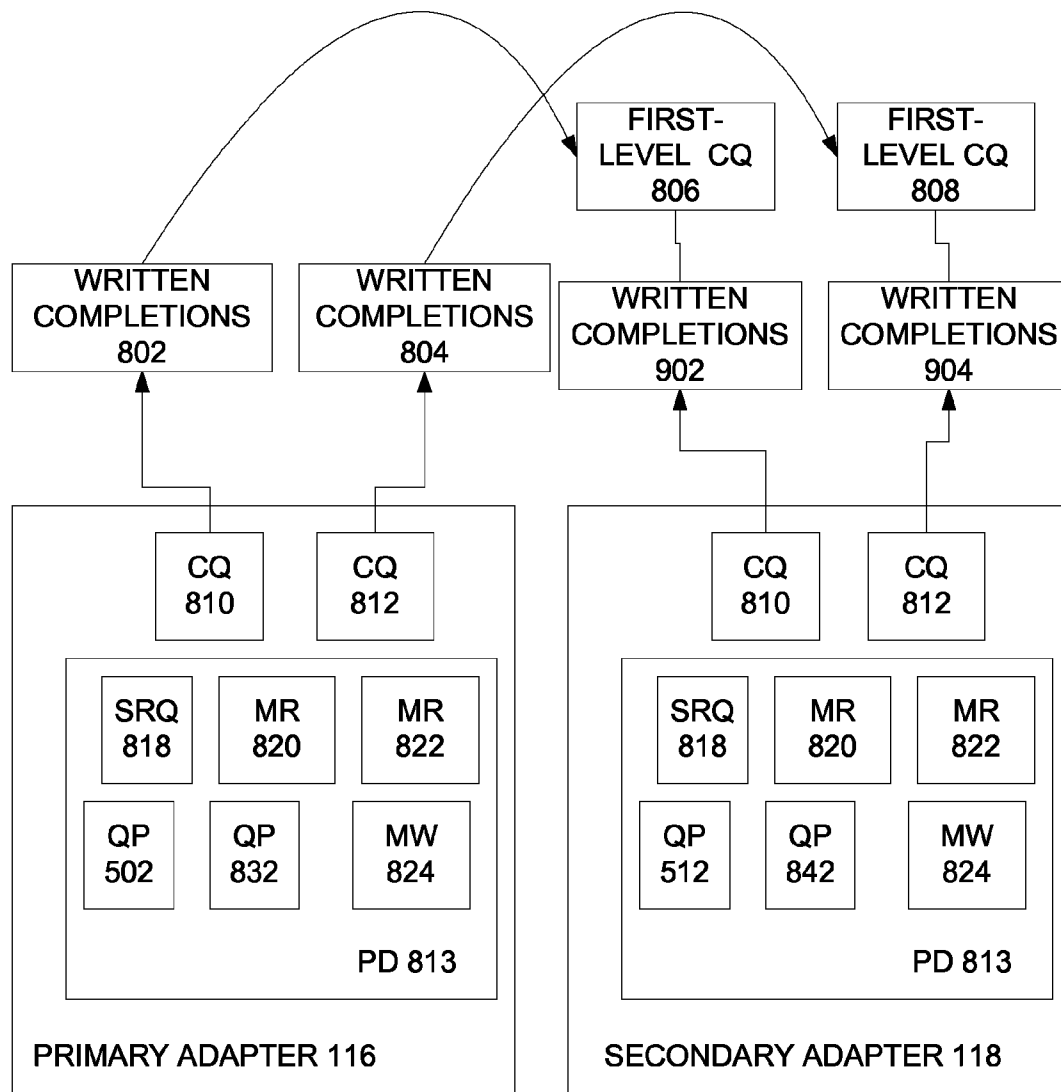 FIRST-
LEVEL CQ
806
FIRST-
LEVEL CQ
808
WRITTEN
COMPLETIONS
802
WRITTEN
COMPLETIONS
804
WRITTEN
COMPLETIONS
902
WRITTEN
COMPLETIONS
904
CQ
810
CQ
812
SRQ
818
MR
820
MR
822
QP
502
QP
832
MW
824
PD 813
PRIMARY ADAPTER 116
CQ
810
CQ
812
SRQ
818
MR
820
MR
822
QP
512
QP
842
MW
824
PD 813
SECONDARY ADAPTER 118